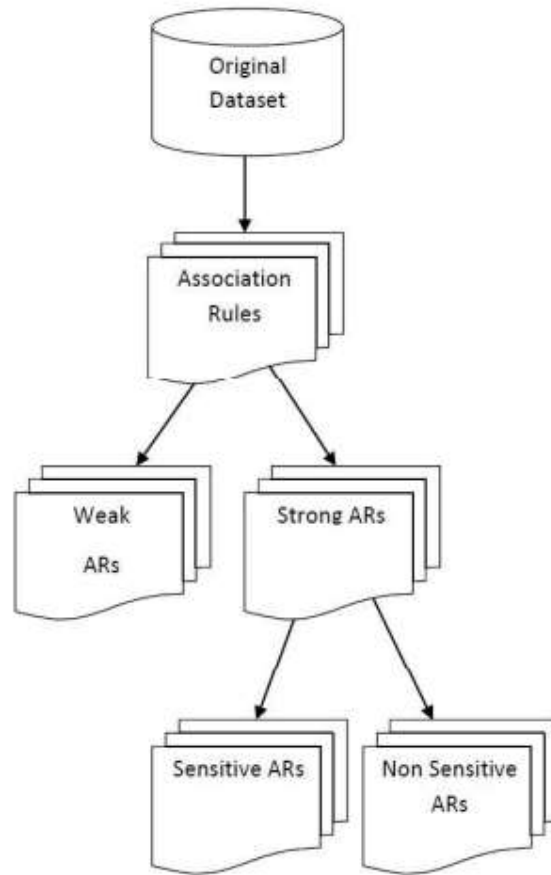 Original
Dataset
Association
Rules
Weak
ARs
Strong ARs
Sensitive ARs
Non Sensitive
ARs